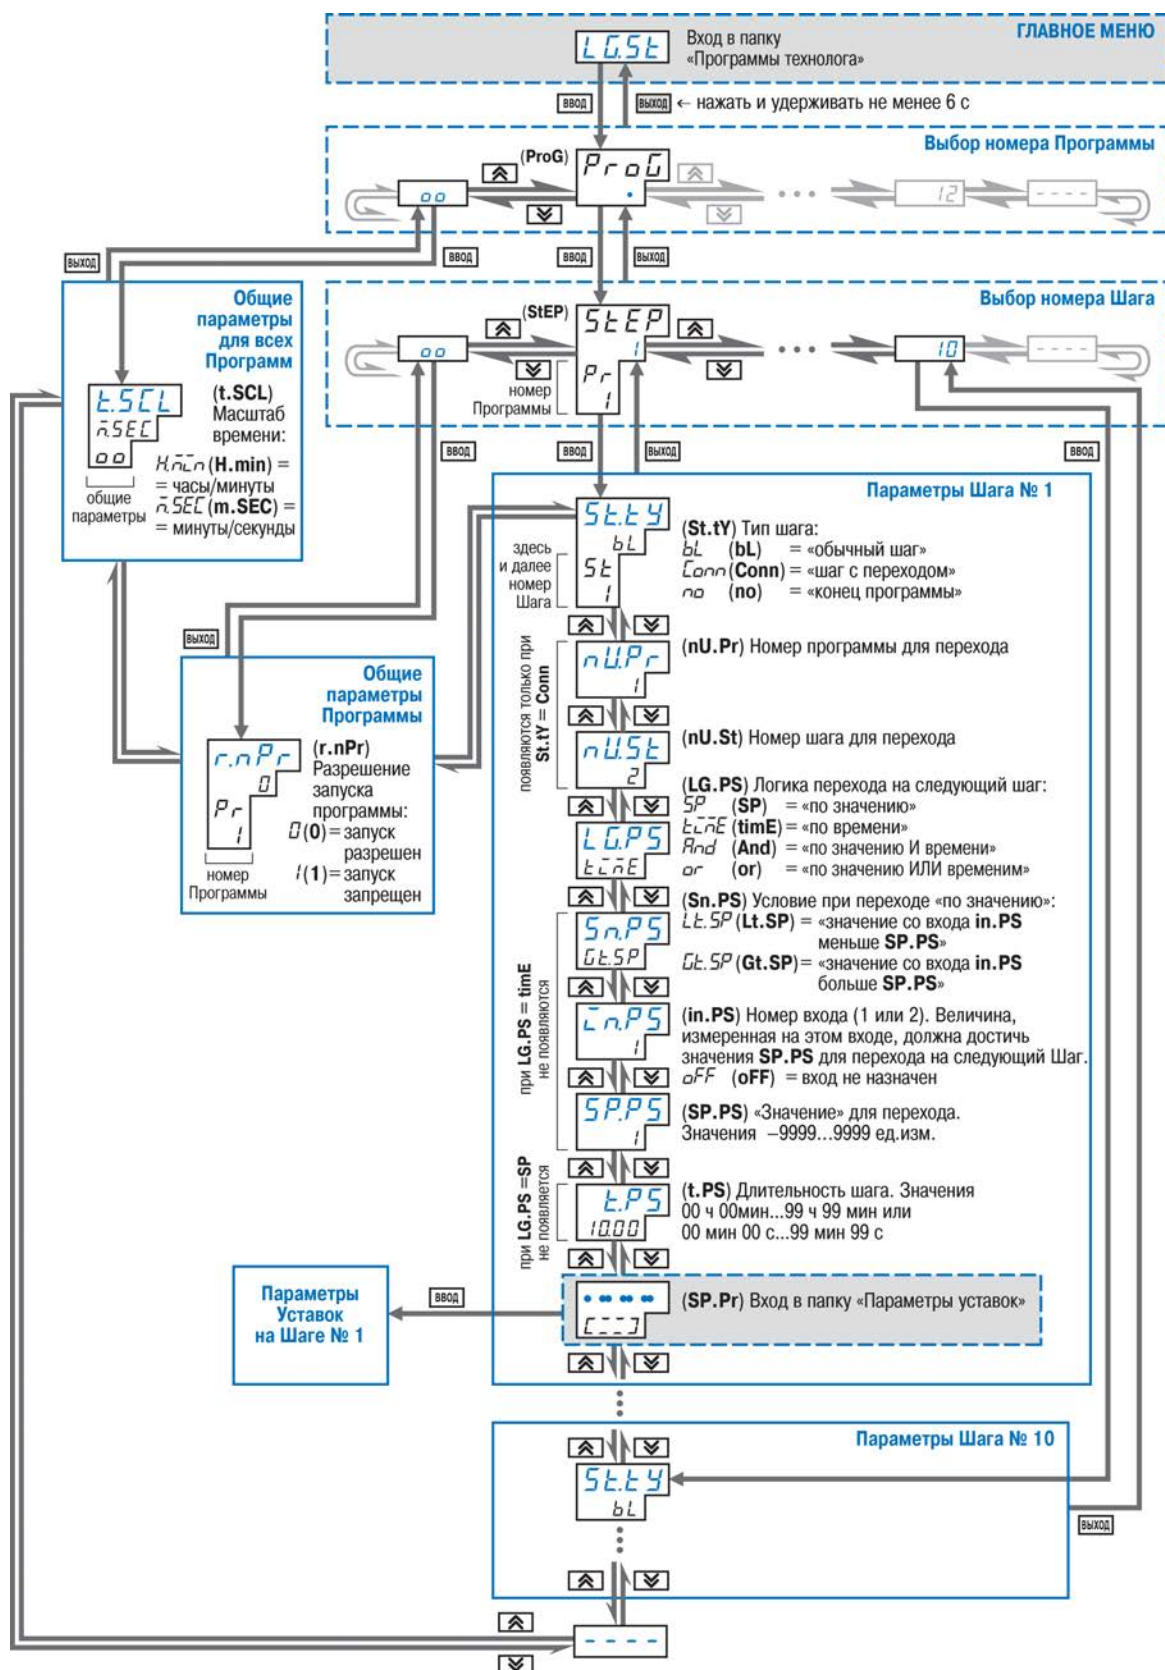 ГЛАВНОЕ МЕНЮ
LG.St
Вход в папку
«Программы технолога»
ВВОД
ВЫХОД ← нажать и удерживать не менее 6 с
Выбор номера Программы
(ProG)
ProG
oo
12
- - - -
ВЫХОД
ВВОД
ВВОД
ВЫХОД
Выбор номера Шага
(StEP)
StEP
1
Pr
1
oo
10
- - - -
номер
Программы
Общие
параметры
для всех
Программ
t.SCL
m.SEC
oo
общие
параметры
(t.SCL)
Масштаб
времени:
H.min (H.min) =
= часы/минуты
m.SEC (m.SEC) =
= минуты/секунды
ВВОД
ВВОД
ВЫХОД
ВВОД
Параметры Шага № 1
St.tY
bL
St
1
здесь
и далее
номер
Шага
(St.tY) Тип шага:
bL (bL) = «обычный шаг»
Conn (Conn) = «шаг с переходом»
no (no) = «конец программы»
ВЫХОД
Общие
параметры
Программы
r.nPr
0
Pr
1
номер
Программы
(r.nPr)
Разрешение
запуска
программы:
0 (0) = запуск
разрешен
1 (1) = запуск
запрещен
появляются только при
St.tY = Conn
nU.Pr
1
(nU.Pr) Номер программы для перехода
nU.St
2
(nU.St) Номер шага для перехода
LG.PS
timE
(LG.PS) Логика перехода на следующий шаг:
SP (SP) = «по значению»
timE (timE) = «по времени»
And (And) = «по значению И времени»
or (or) = «по значению ИЛИ временим»
при LG.PS = timE
не появляются
Sn.PS
Gt.SP
(Sn.PS) Условие при переходе «по значению»:
Lt.SP (Lt.SP) = «значение со входа in.PS
меньше SP.PS»
Gt.SP (Gt.SP) = «значение со входа in.PS
больше SP.PS»
in.PS
1
(in.PS) Номер входа (1 или 2). Величина,
измеренная на этом входе, должна достичь
значения SP.PS для перехода на следующий Шаг.
oFF (oFF) = вход не назначен
SP.PS
1
(SP.PS) «Значение» для перехода.
Значения –9999...9999 ед.изм.
при LG.PS =SP
не появляется
t.PS
10.00
(t.PS) Длительность шага. Значения
00 ч 00мин...99 ч 99 мин или
00 мин 00 с...99 мин 99 с
Параметры
Уставок
на Шаге № 1
ВВОД
(SP.Pr) Вход в папку «Параметры уставок»
Параметры Шага № 10
St.tY
bL
ВЫХОД
- - - -